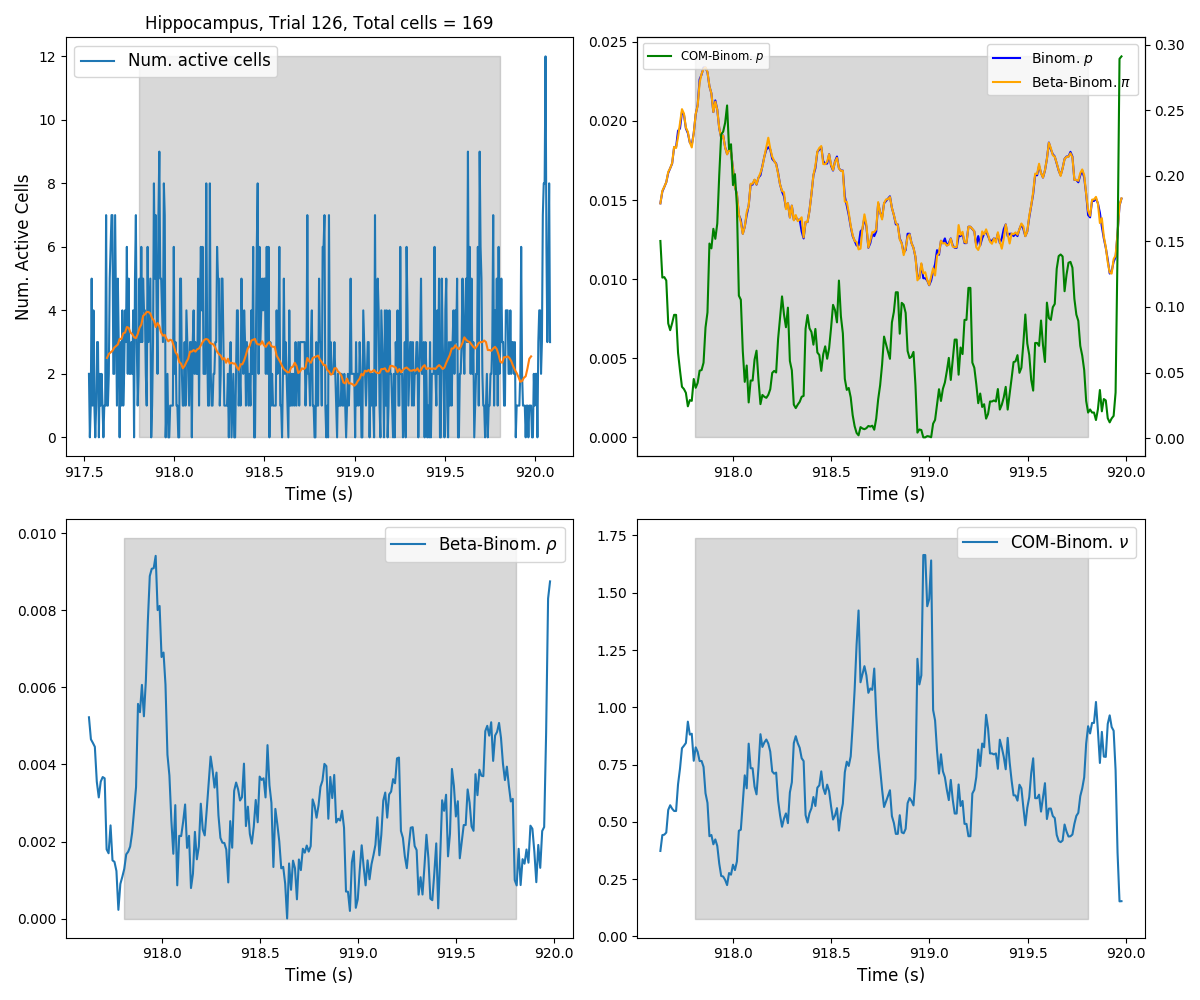 Hippocampus, Trial 126, Total cells = 169
Num. active cells
Num. Active Cells
12
10
8
6
4
2
0
917.5 918.0 918.5 919.0 919.5 920.0
Time (s)
COM-Binom. p
Binom. p
Beta-Binom. π
0.025
0.020
0.015
0.010
0.005
0.000
0.30
0.25
0.20
0.15
0.10
0.05
0.00
918.0 918.5 919.0 919.5 920.0
Time (s)
Beta-Binom. ρ
0.010
0.008
0.006
0.004
0.002
0.000
918.0 918.5 919.0 919.5 920.0
Time (s)
COM-Binom. ν
1.75
1.50
1.25
1.00
0.75
0.50
0.25
0.00
918.0 918.5 919.0 919.5 920.0
Time (s)